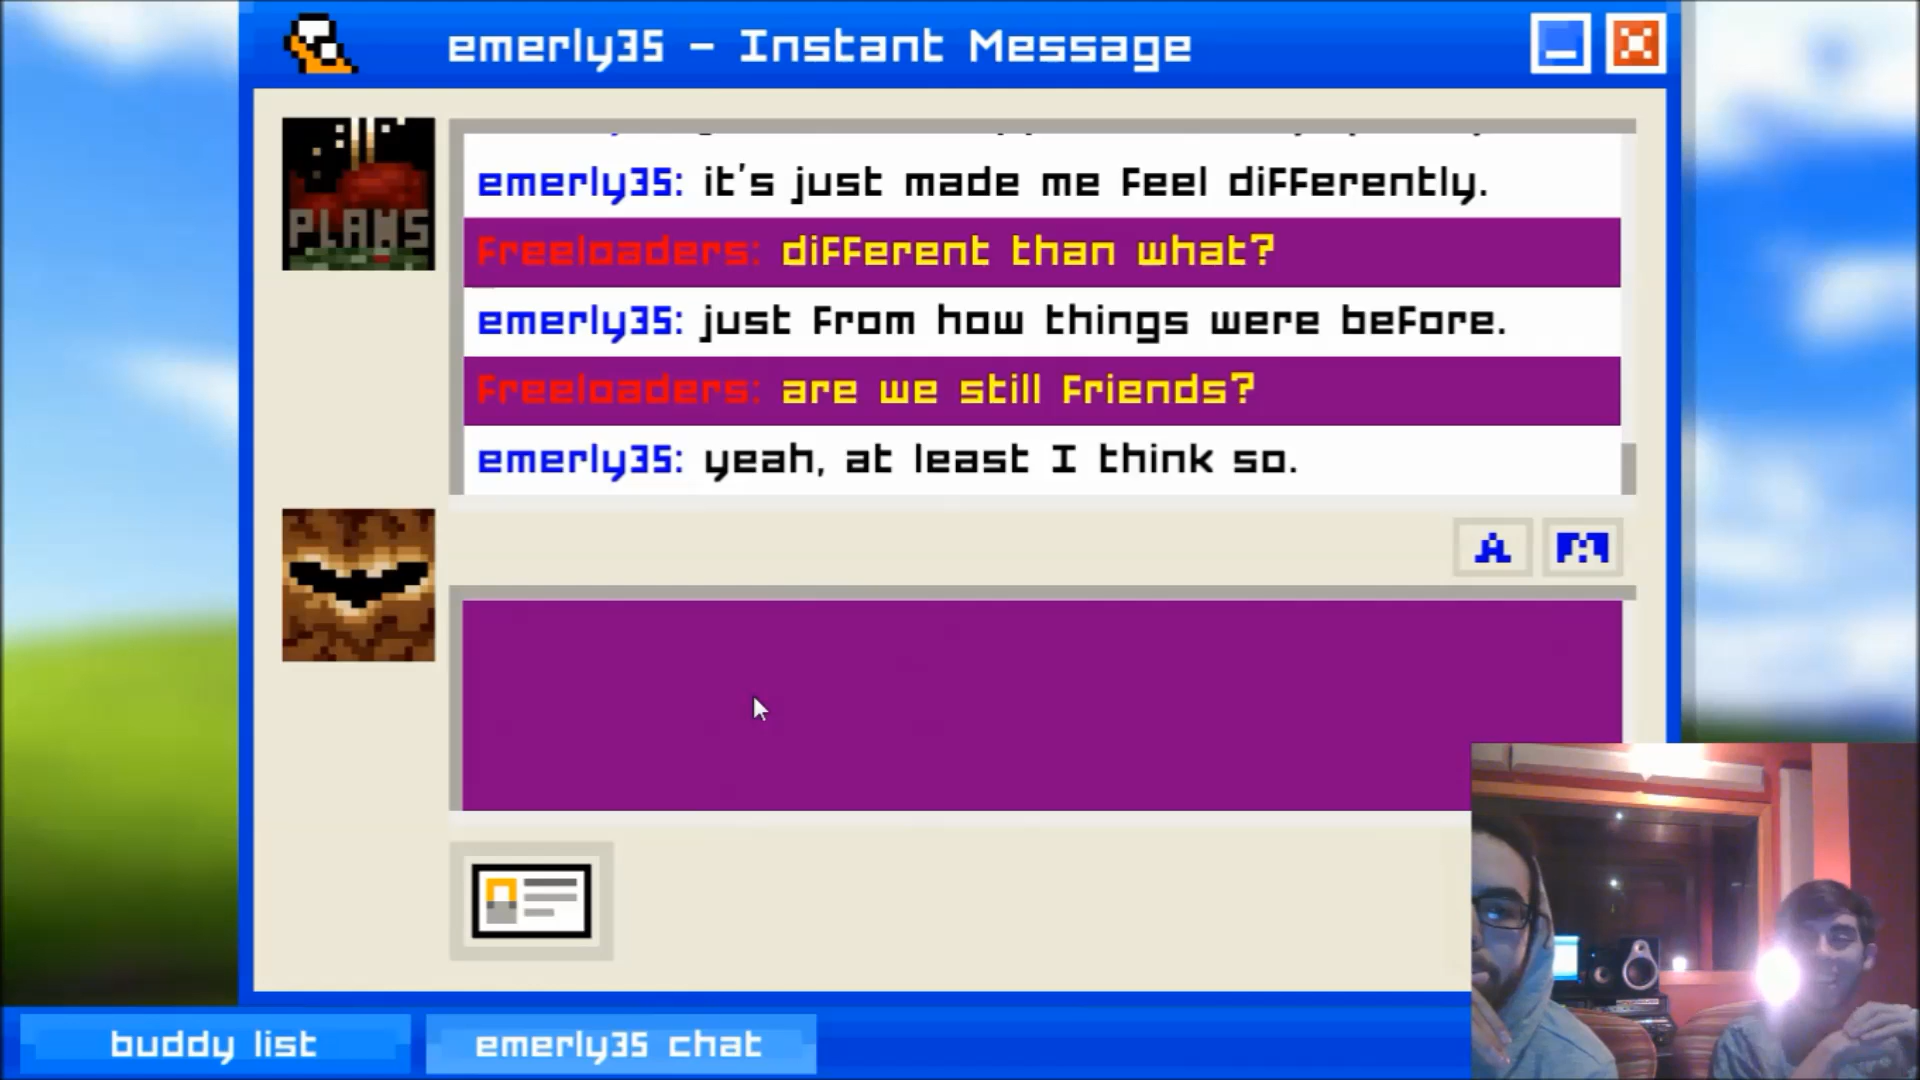 emerly35 - Instant Message
PLANS
emerly35: it's just made me feel differently.
Freeloaders: different than what?
emerly35: just from how things were before.
Freeloaders: are we still friends?
emerly35: yeah, at least I think so.
A
buddy list
emerly35 chat